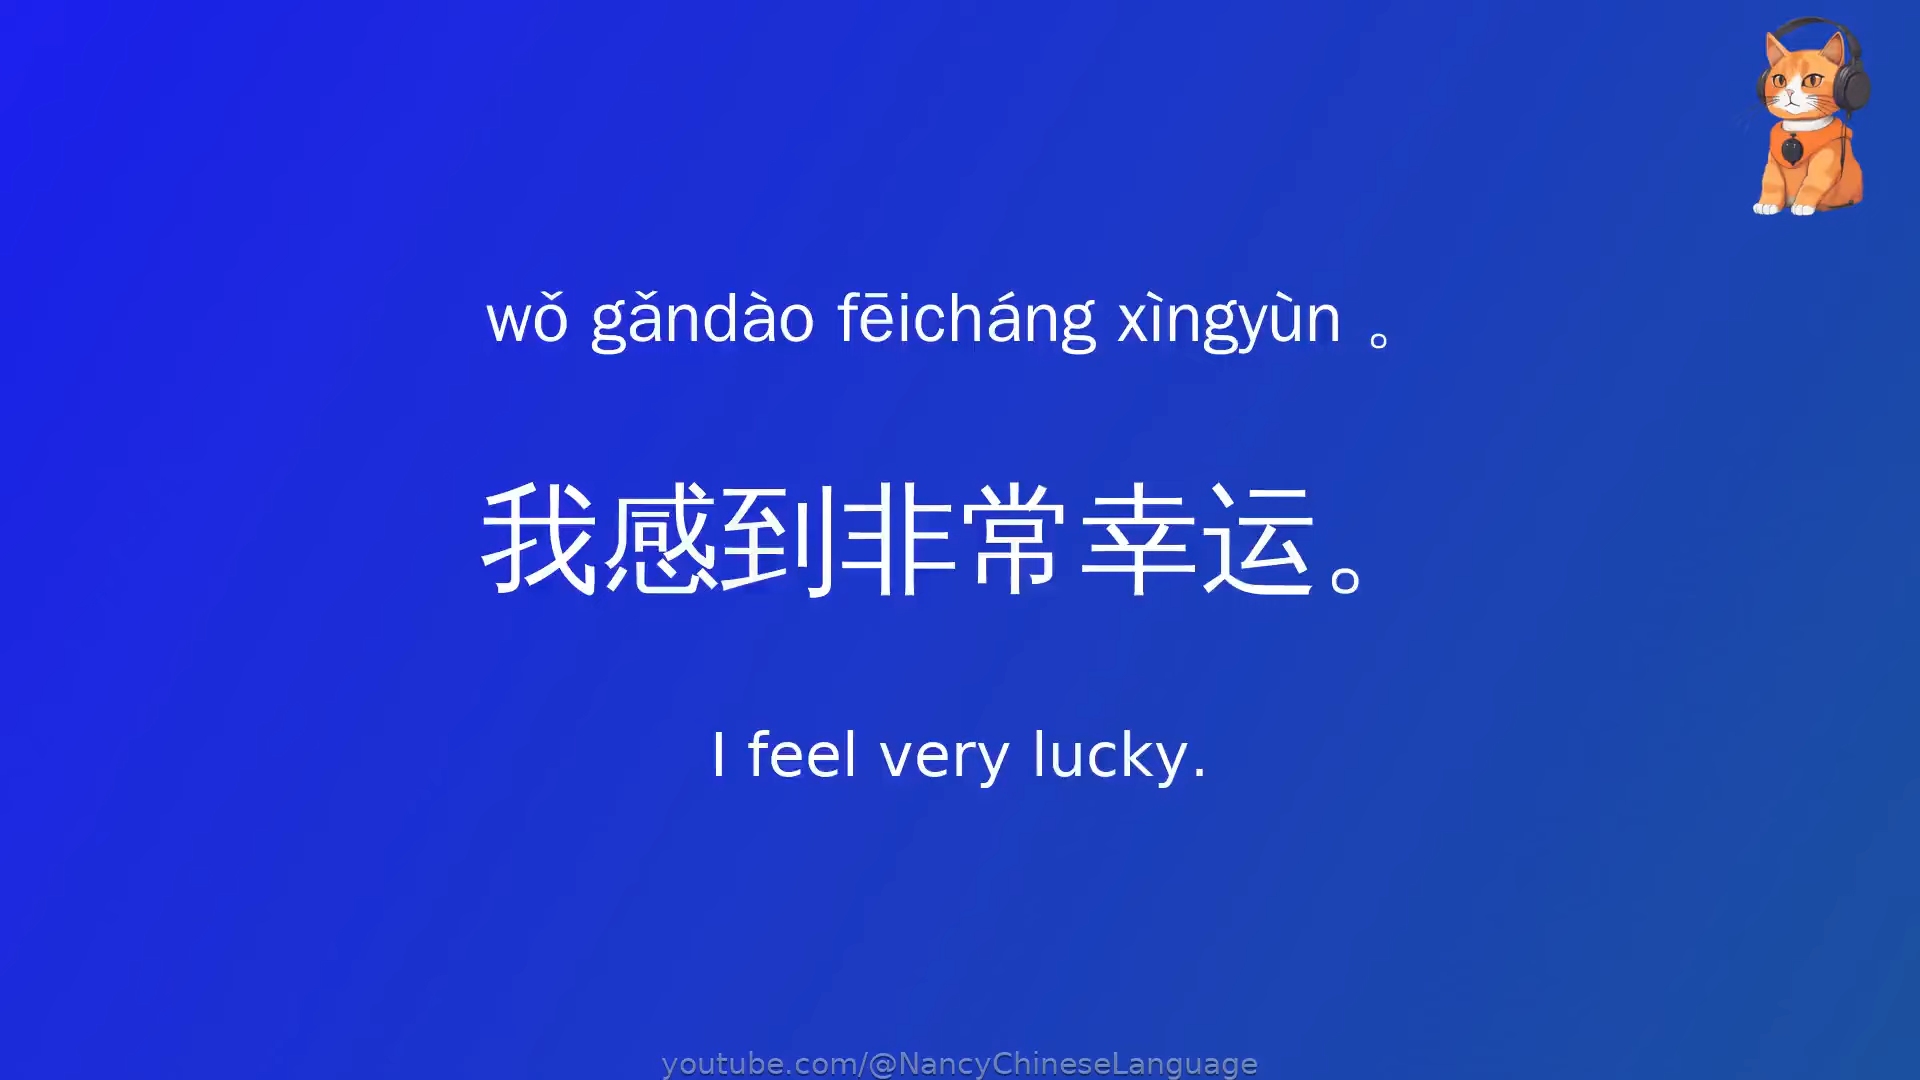 wǒ gǎndào fēicháng xìngyùn 。
我感到非常幸运。
I feel very lucky.
youtube.com/@NancyChineseLanguage